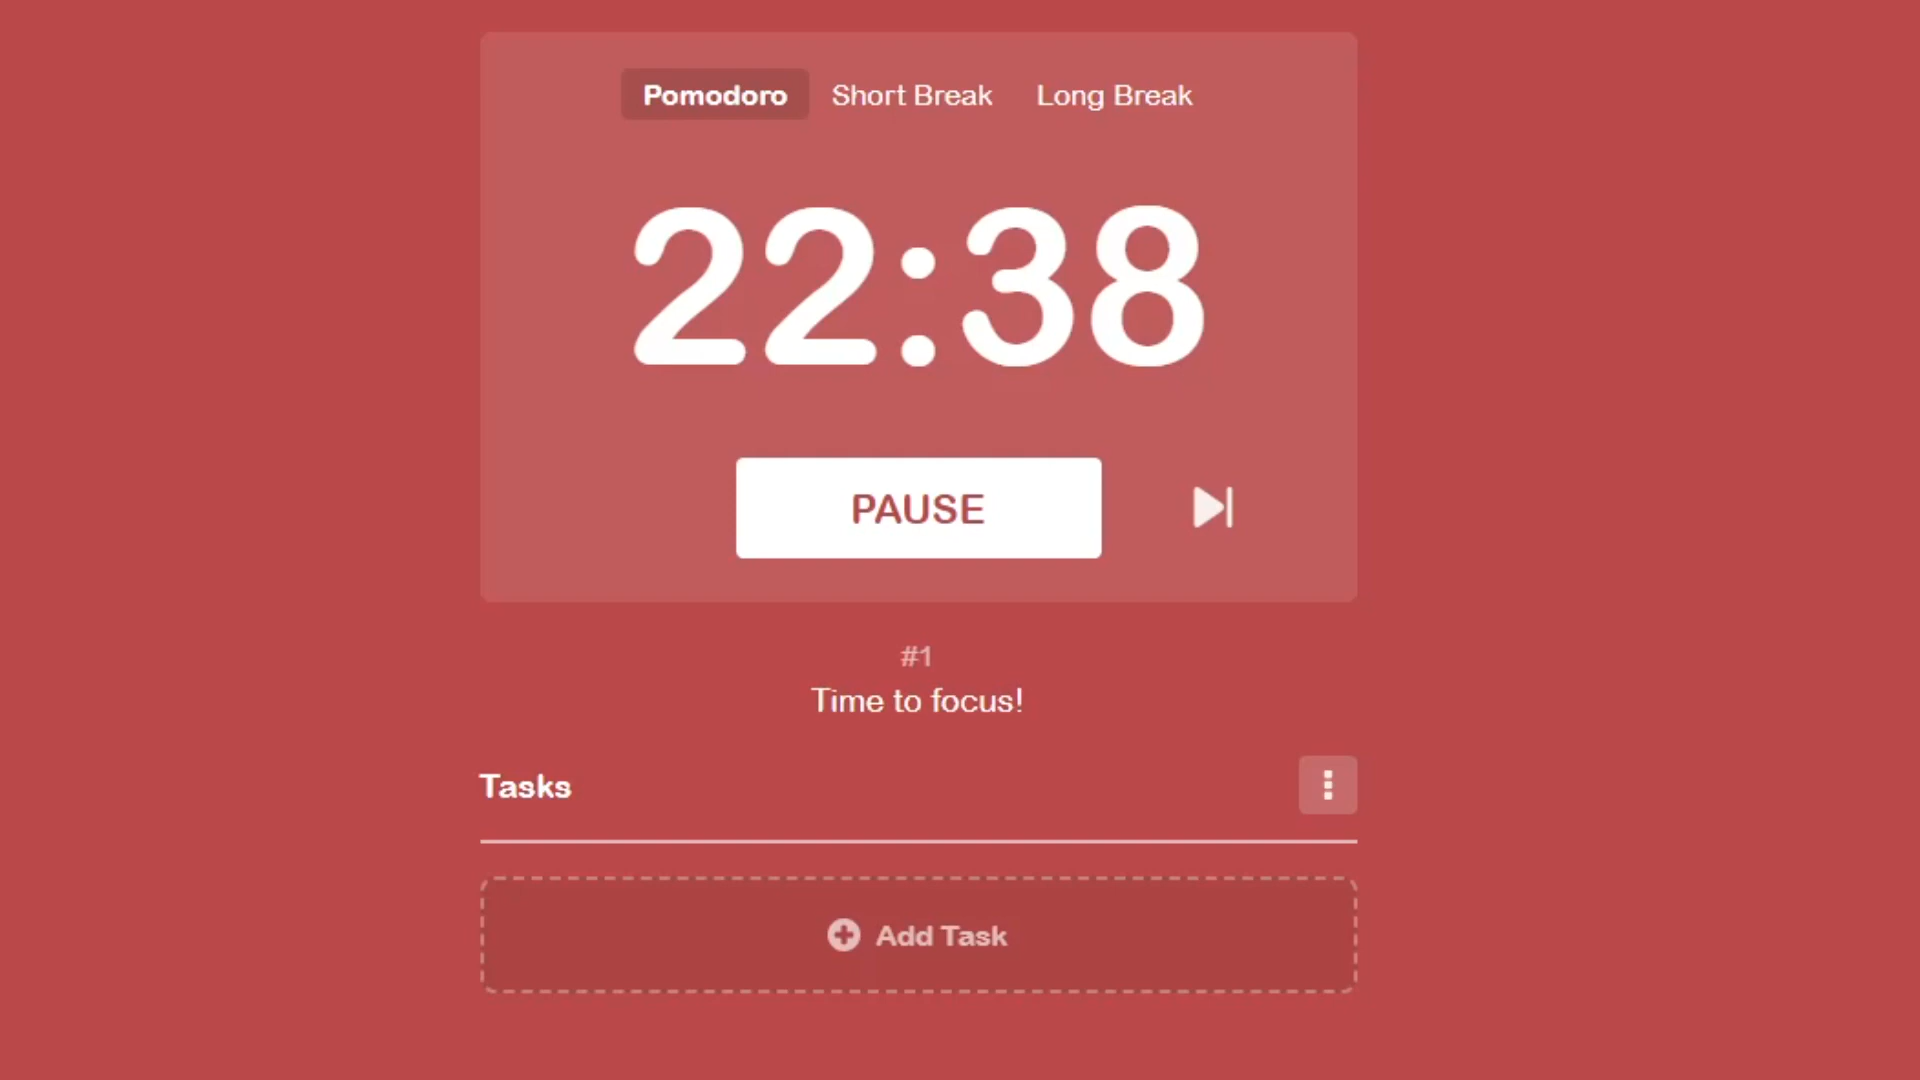 Pomodoro Short Break Long Break
22:38
PAUSE
#1
Time to focus!
Tasks
Add Task